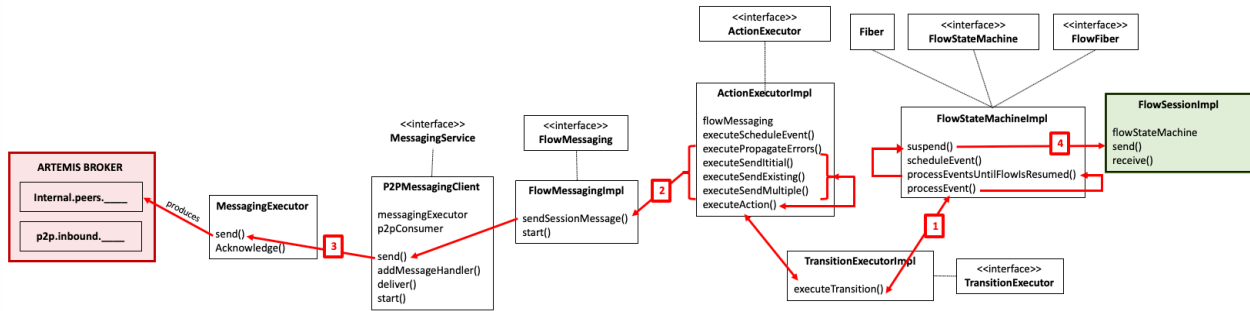 <<interface>>
ActionExecutor
Fiber
<<interface>>
FlowStateMachine
<<interface>>
FlowFiber
ActionExecutorImpl
flowMessaging
executeScheduleEvent()
executePropagateErrors()
executeSendItitial()
executeSendExisting()
executeSendMultiple()
executeAction()
FlowStateMachineImpl
suspend()
scheduleEvent()
processEventsUntilFlowIsResumed()
processEvent()
4
FlowSessionImpl
flowStateMachine
send()
receive()
<<interface>>
MessagingService
<<interface>>
FlowMessaging
ARTEMIS BROKER
Internal.peers.____
p2p.inbound.____
produces
MessagingExecutor
send()
Acknowledge()
3
P2PMessagingClient
messagingExecutor
p2pConsumer
send()
addMessageHandler()
deliver()
start()
FlowMessagingImpl
sendSessionMessage()
start()
2
1
TransitionExecutorImpl
executeTransition()
<<interface>>
TransitionExecutor